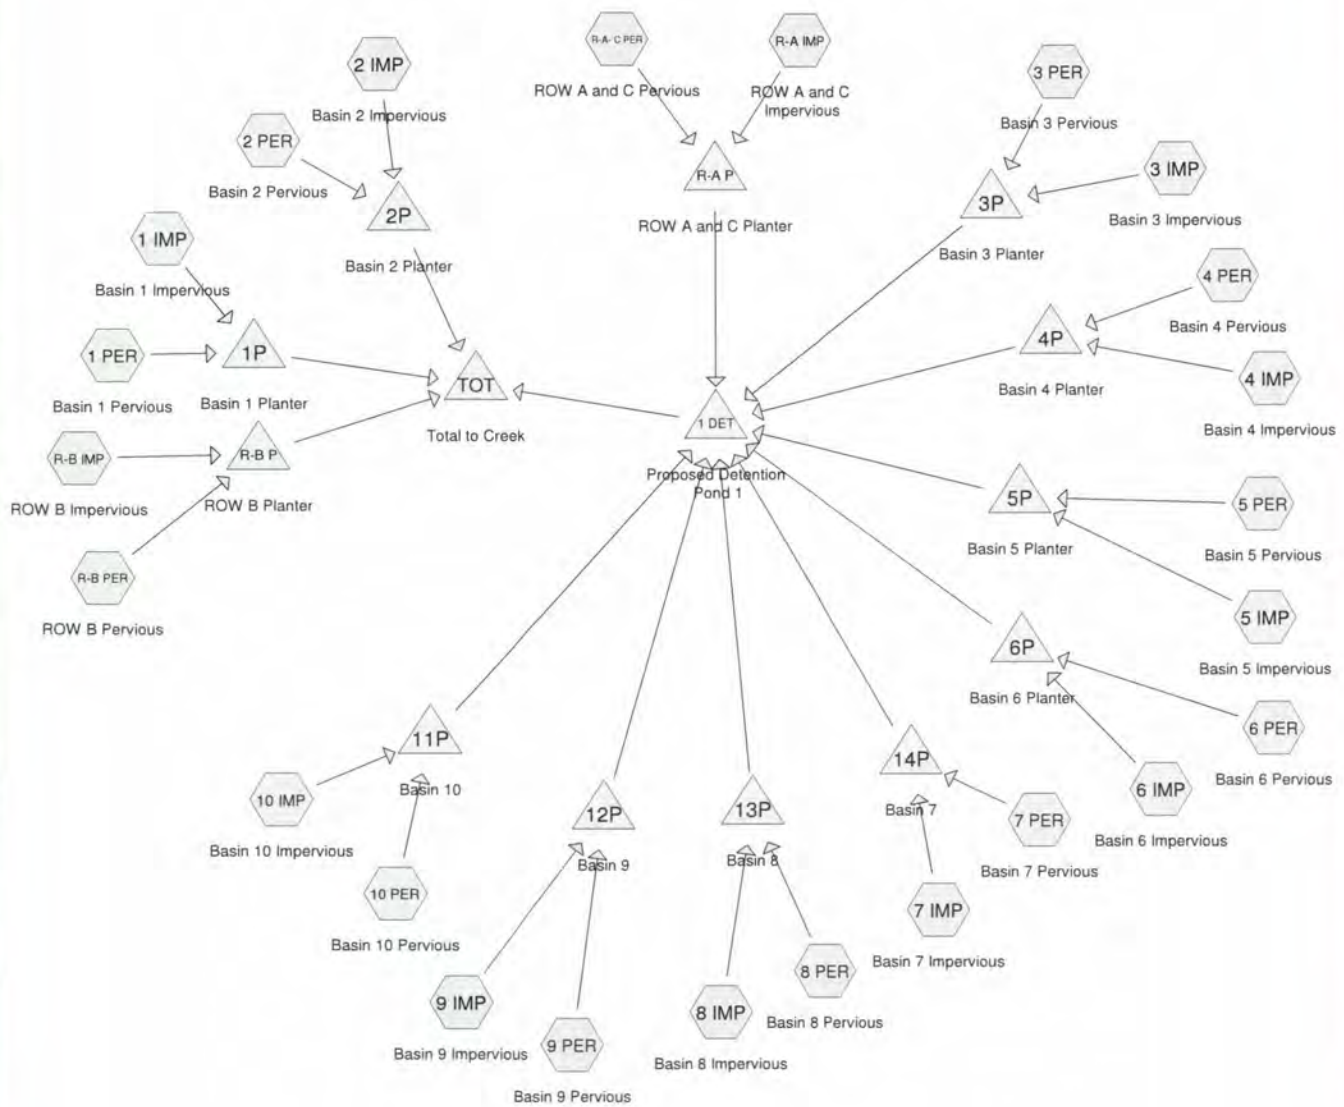 R-A- C PER
R-A IMP
2 IMP
3 PER
ROW A and C Pervious
ROW A and C
Impervious
Basin 2 Impervious
Basin 3 Pervious
2 PER
3 IMP
R-A P
Basin 2 Pervious
2P
3P
Basin 3 Impervious
ROW A and C Planter
1 IMP
Basin 3 Planter
Basin 2 Planter
4 PER
Basin 1 Impervious
Basin 4 Pervious
1 PER
1P
4P
4 IMP
Basin 1 Pervious
Basin 1 Planter
TOT
Basin 4 Planter
1 DET
Basin 4 Impervious
Total to Creek
R-B IMP
R-B P
Proposed Detention
Pond 1
ROW B Impervious
ROW B Planter
5P
5 PER
Basin 5 Planter
Basin 5 Pervious
R-B PER
ROW B Pervious
5 IMP
6P
Basin 5 Impervious
Basin 6 Planter
6 PER
11P
14P
Basin 6 Pervious
Basin 10
10 IMP
12P
13P
Basin 7
6 IMP
7 PER
Basin 6 Impervious
Basin 10 Impervious
Basin 9
Basin 8
Basin 7 Pervious
10 PER
7 IMP
Basin 10 Pervious
Basin 7 Impervious
8 PER
9 IMP
8 IMP
Basin 8 Pervious
9 PER
Basin 9 Impervious
Basin 8 Impervious
Basin 9 Pervious